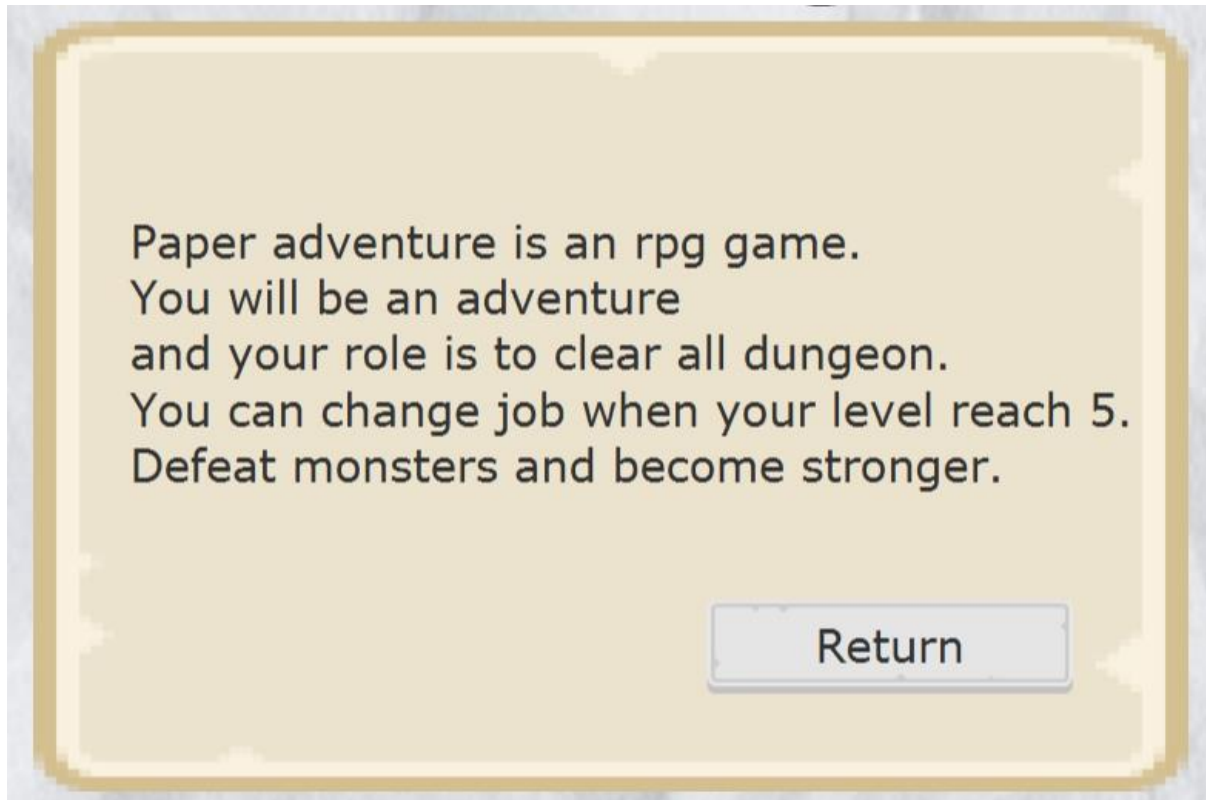 Paper adventure is an rpg game.
You will be an adventure
and your role is to clear all dungeon.
You can change job when your level reach 5.
Defeat monsters and become stronger.
Return